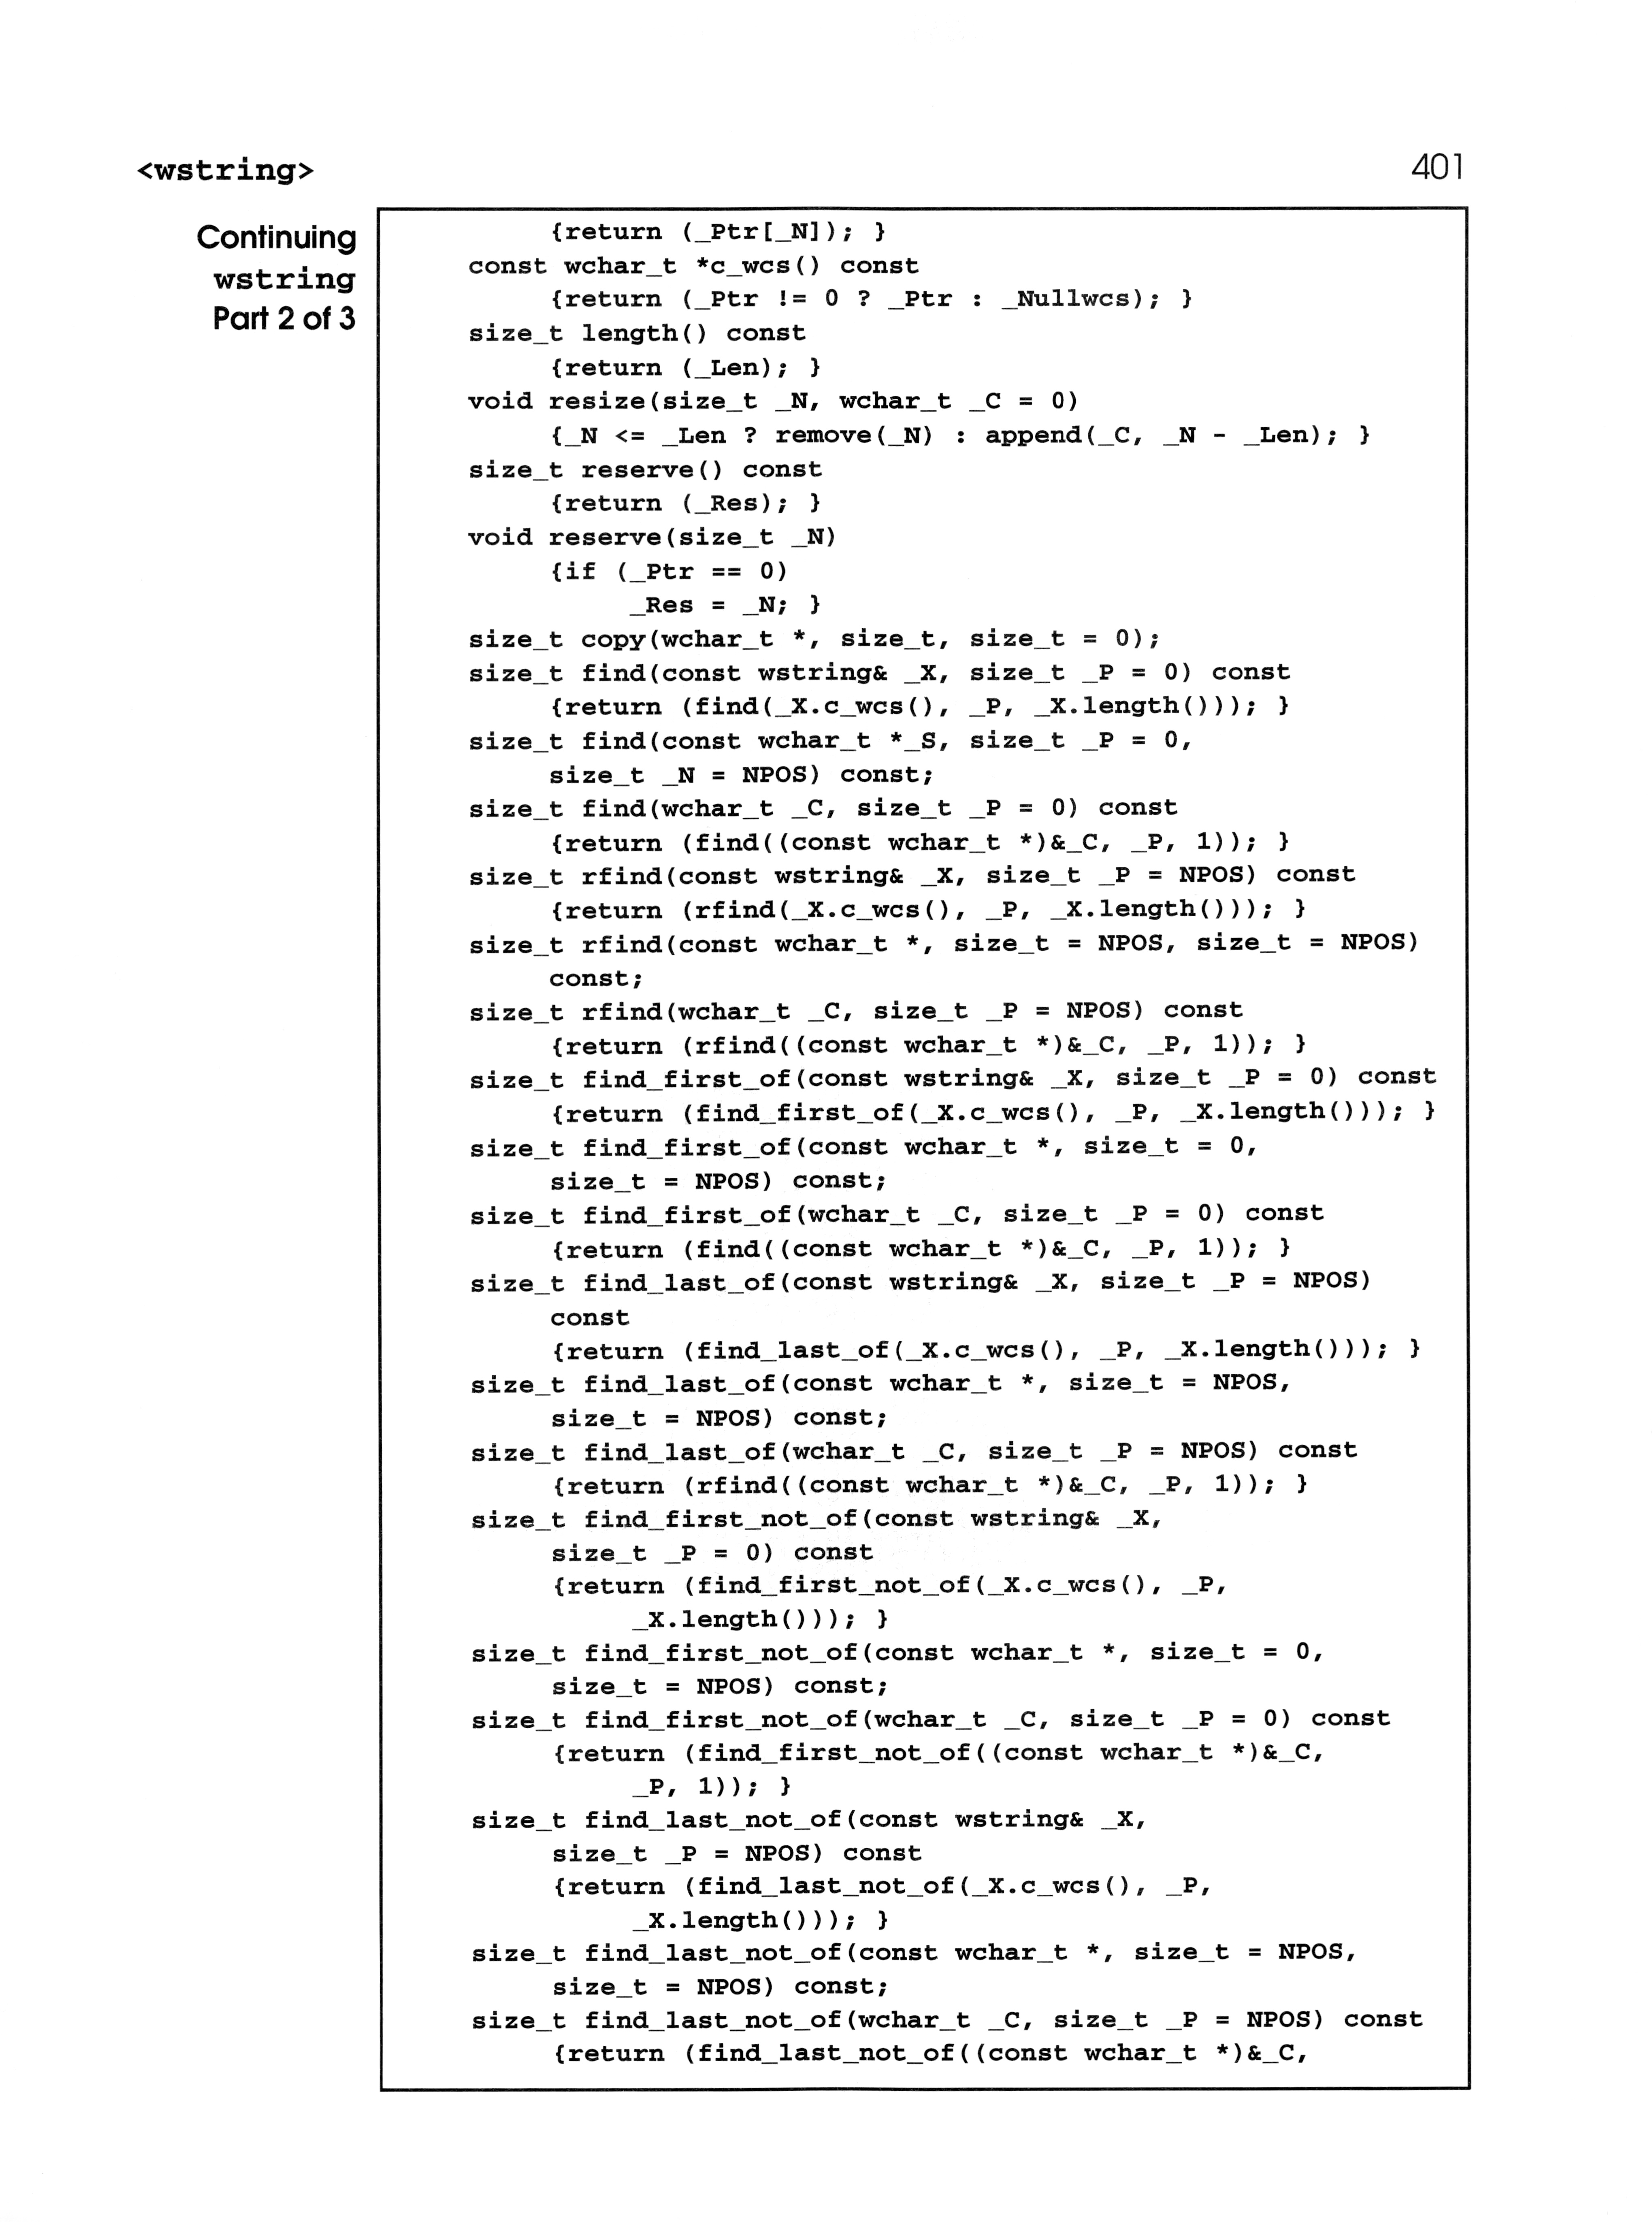 <wstring>
401
Continuing
wstring
Part 2 of 3
{return (_Ptr[_N]); }
const wchar_t *c_wcs() const
{return (_Ptr != 0 ? _Ptr : _Nullwcs); }
size_t length() const
{return (_Len); }
void resize(size_t _N, wchar_t _C = 0)
{_N <= _Len ? remove(_N) : append(_C, _N - _Len); }
size_t reserve() const
{return (_Res); }
void reserve(size_t _N)
{if (_Ptr == 0)
_Res = _N; }
size_t copy(wchar_t *, size_t, size_t = 0);
size_t find(const wstring& _X, size_t _P = 0) const
{return (find(_X.c_wcs(), _P, _X.length())); }
size_t find(const wchar_t *_S, size_t _P = 0,
size_t _N = NPOS) const;
size_t find(wchar_t _C, size_t _P = 0) const
{return (find((const wchar_t *)&_C, _P, 1)); }
size_t rfind(const wstring& _X, size_t _P = NPOS) const
{return (rfind(_X.c_wcs(), _P, _X.length())); }
size_t rfind(const wchar_t *, size_t = NPOS, size_t = NPOS)
const;
size_t rfind(wchar_t _C, size_t _P = NPOS) const
{return (rfind((const wchar_t *)&_C, _P, 1)); }
size_t find_first_of(const wstring& _X, size_t _P = 0) const
{return (find_first_of(_X.c_wcs(), _P, _X.length())); }
size_t find_first_of(const wchar_t *, size_t = 0,
size_t = NPOS) const;
size_t find_first_of(wchar_t _C, size_t _P = 0) const
{return (find((const wchar_t *)&_C, _P, 1)); }
size_t find_last_of(const wstring& _X, size_t _P = NPOS)
const
{return (find_last_of(_X.c_wcs(), _P, _X.length())); }
size_t find_last_of(const wchar_t *, size_t = NPOS,
size_t = NPOS) const;
size_t find_last_of(wchar_t _C, size_t _P = NPOS) const
{return (rfind((const wchar_t *)&_C, _P, 1)); }
size_t find_first_not_of(const wstring& _X,
size_t _P = 0) const
{return (find_first_not_of(_X.c_wcs(), _P,
_X.length())); }
size_t find_first_not_of(const wchar_t *, size_t = 0,
size_t = NPOS) const;
size_t find_first_not_of(wchar_t _C, size_t _P = 0) const
{return (find_first_not_of((const wchar_t *)&_C,
_P, 1)); }
size_t find_last_not_of(const wstring& _X,
size_t _P = NPOS) const
{return (find_last_not_of(_X.c_wcs(), _P,
_X.length())); }
size_t find_last_not_of(const wchar_t *, size_t = NPOS,
size_t = NPOS) const;
size_t find_last_not_of(wchar_t _C, size_t _P = NPOS) const
{return (find_last_not_of((const wchar_t *)&_C,